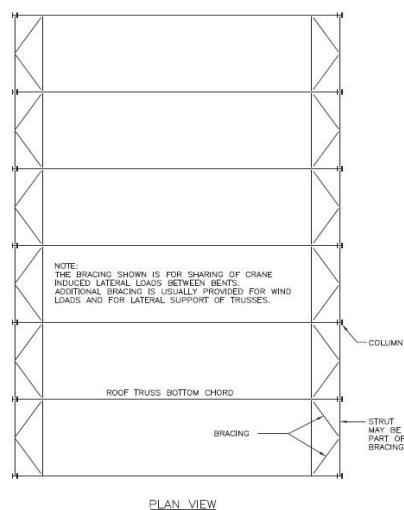 NOTE:
THE BRACING SHOWN IS FOR SHARING OF CRANE
INDUCED LATERAL LOADS BETWEEN BENTS.
ADDITIONAL BRACING IS USUALLY PROVIDED FOR WIND
LOADS AND FOR LATERAL SUPPORT OF TRUSSES.
COLUMN
ROOF TRUSS BOTTOM CHORD
BRACING
STRUT
MAY BE
PART OF
BRACING
PLAN VIEW